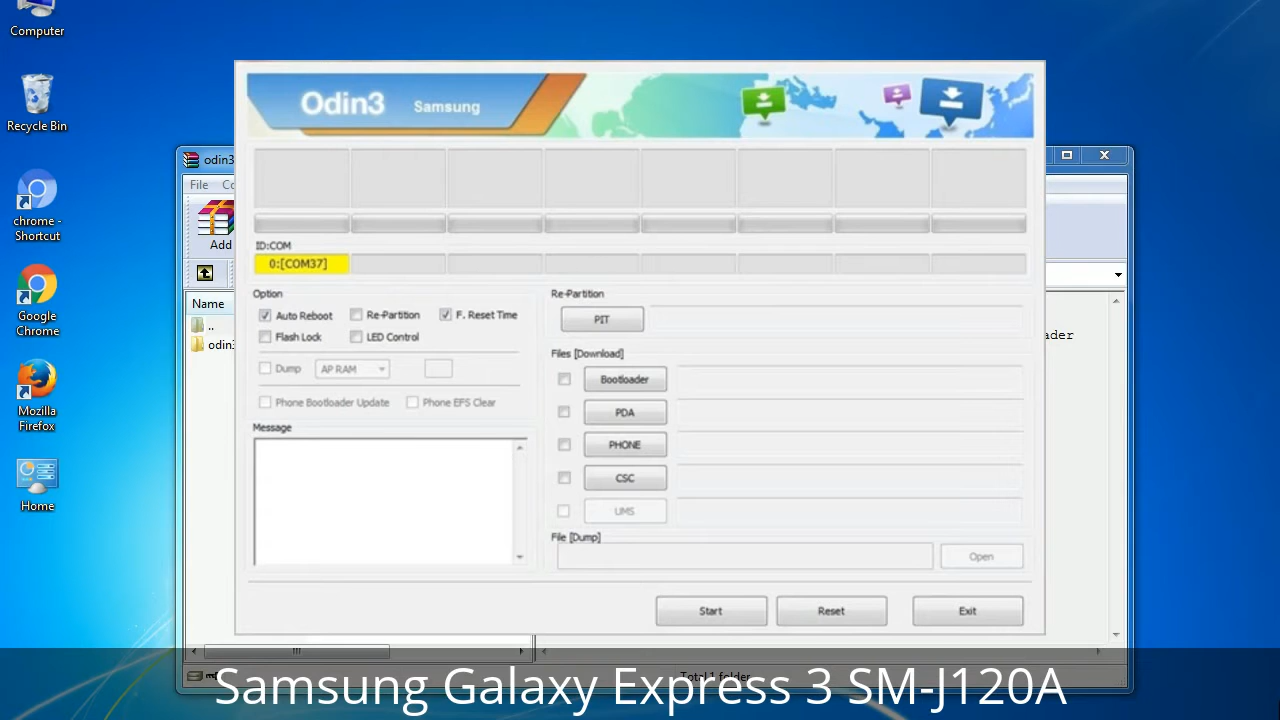 Computer
Recycle Bin
chrome -
Shortcut
Google
Chrome
Mozilla
Firefox
Home
odin3
File
Add
Name
..
odin3
Odin3 Samsung
ID:COM
0:[COM37]
Option
Auto Reboot
Re-Partition
F. Reset Time
Flash Lock
LED Control
Dump
AP RAM
Phone Bootloader Update
Phone EFS Clear
Message
Re-Partition
PIT
Files [Download]
Bootloader
PDA
PHONE
CSC
UMS
File [Dump]
Open
Start
Reset
Exit
Total 1 folder
Samsung Galaxy Express 3 SM-J120A